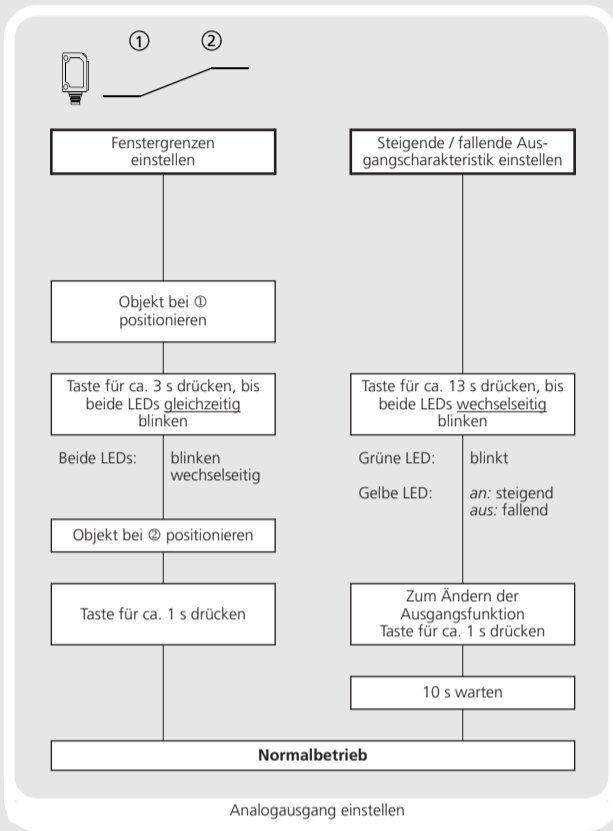 ① ②
Fenstergrenzen
einstellen
Objekt bei ①
positionieren
Taste für ca. 3 s drücken, bis
beide LEDs gleichzeitig
blinken
Beide LEDs: blinken
wechselseitig
Objekt bei ② positionieren
Taste für ca. 1 s drücken
Steigende / fallende Aus-
gangscharakteristik einstellen
Taste für ca. 13 s drücken, bis
beide LEDs wechselseitig
blinken
Grüne LED: blinkt
Gelbe LED: an: steigend
aus: fallend
Zum Ändern der
Ausgangsfunktion
Taste für ca. 1 s drücken
10 s warten
Normalbetrieb
Analogausgang einstellen